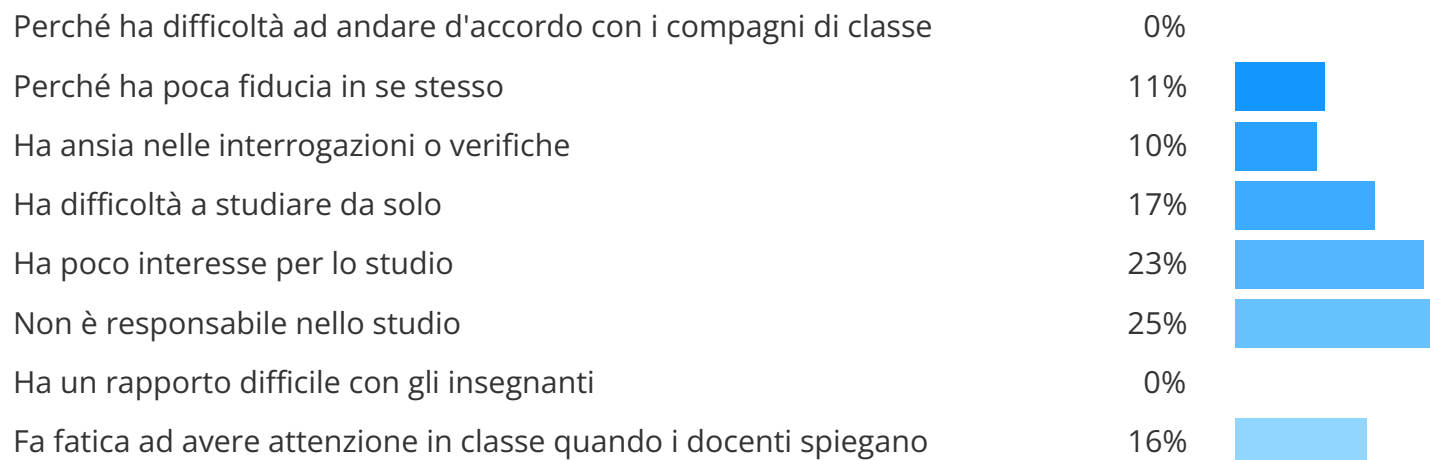 Perché ha difficoltà ad andare d'accordo con i compagni di classe 0%
Perché ha poca fiducia in se stesso 11%
Ha ansia nelle interrogazioni o verifiche 10%
Ha difficoltà a studiare da solo 17%
Ha poco interesse per lo studio 23%
Non è responsabile nello studio 25%
Ha un rapporto difficile con gli insegnanti 0%
Fa fatica ad avere attenzione in classe quando i docenti spiegano 16%